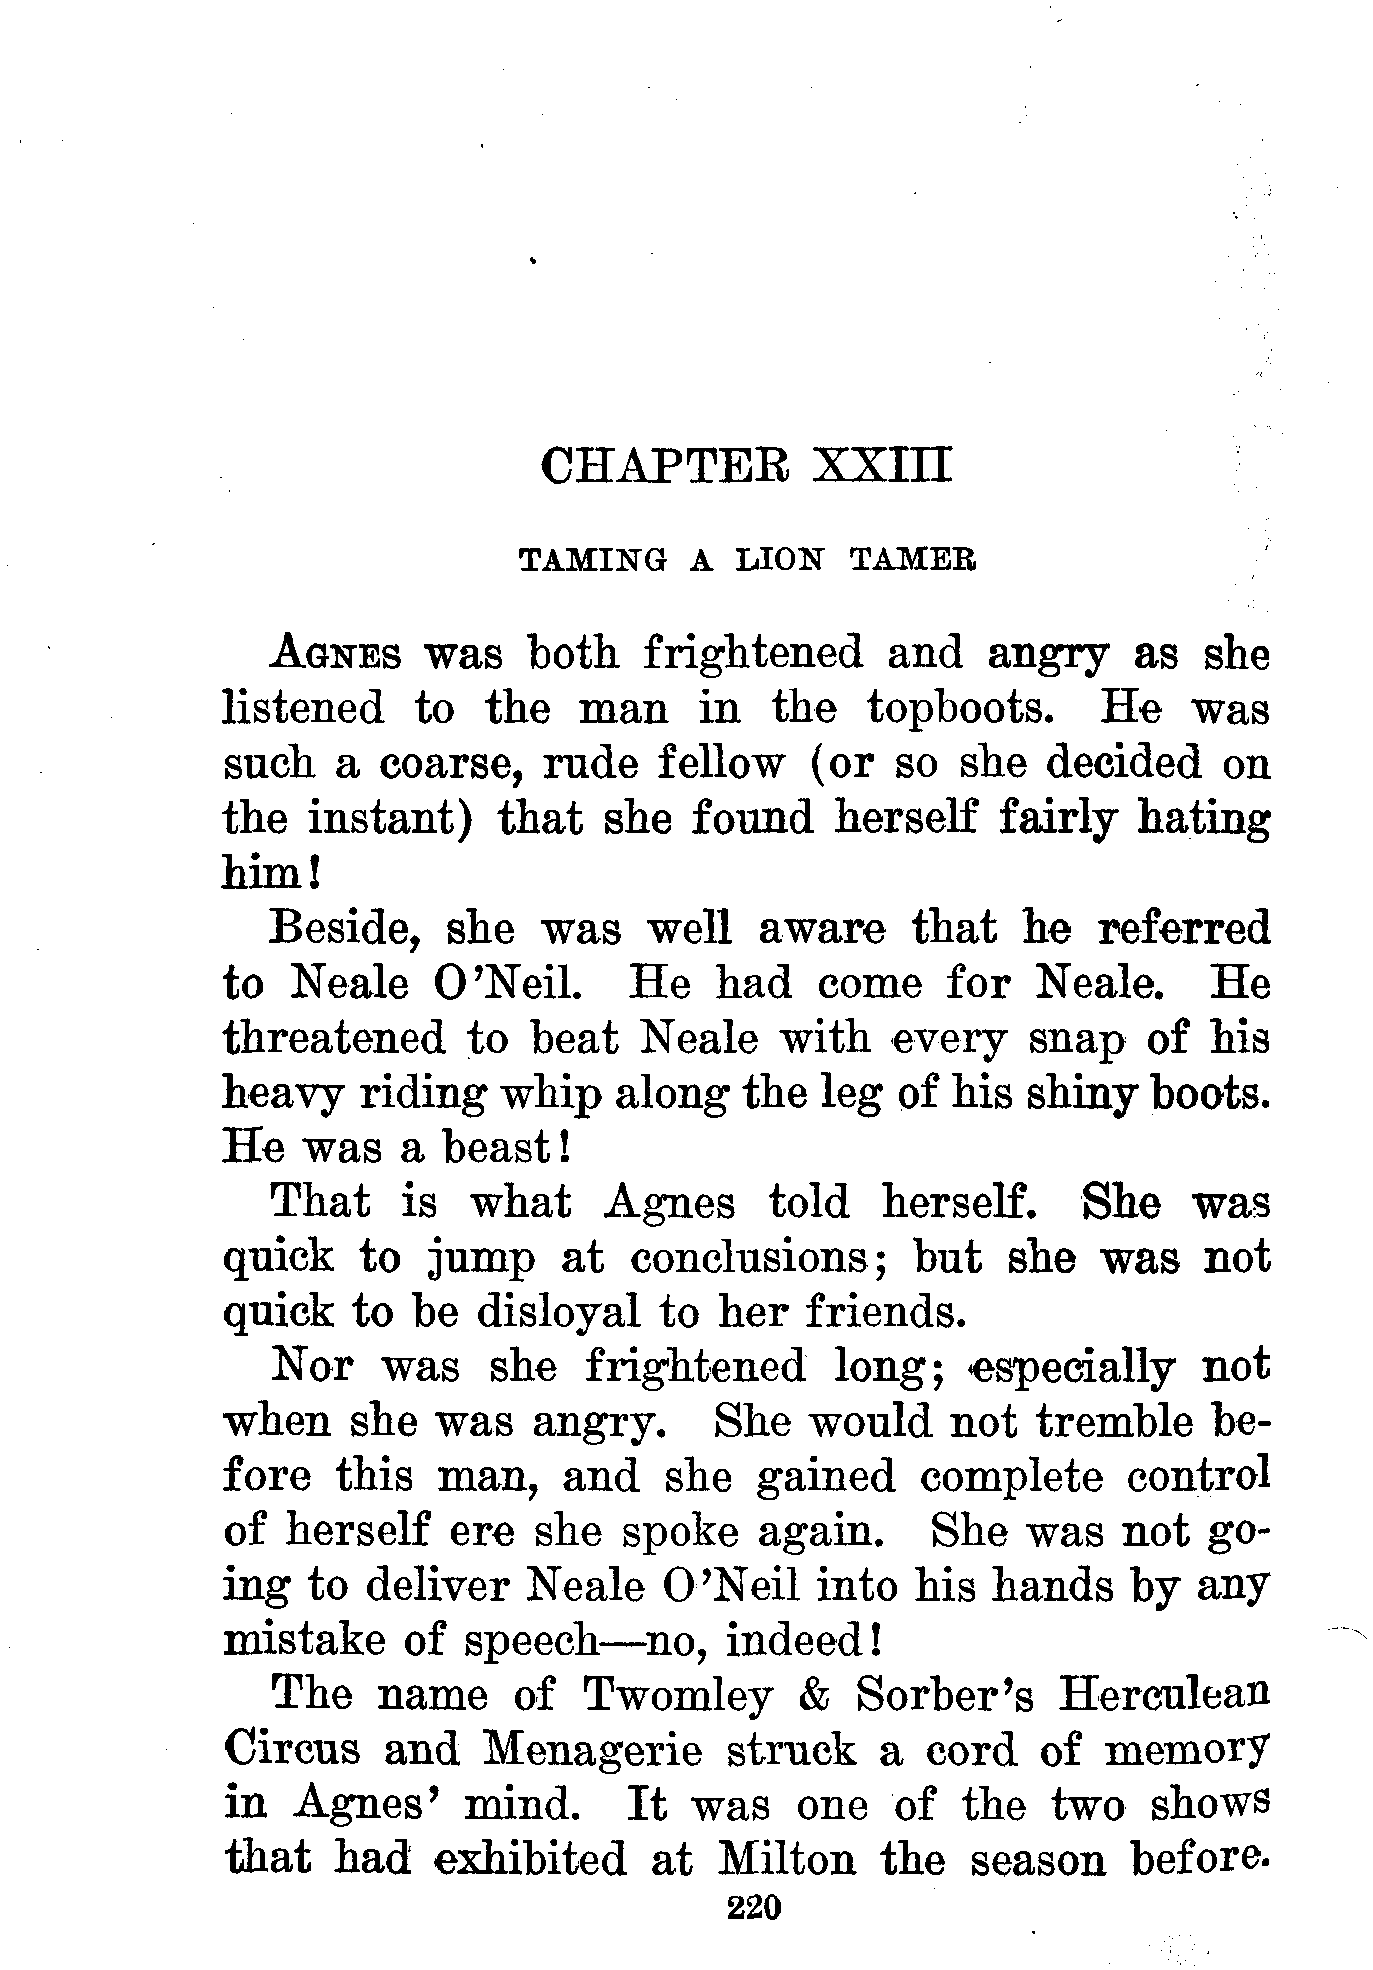 CHAPTER XXIII
TAMING A LION TAMER
AGNES was both frightened and angry as she
listened to the man in the topboots. He was
such a coarse, rude fellow (or so she decided on
the instant) that she found herself fairly hating
him!
Beside, she was well aware that he referred
to Neale O'Neil. He had come for Neale. He
threatened to beat Neale with every snap of his
heavy riding whip along the leg of his shiny boots.
He was a beast!
That is what Agnes told herself. She was
quick to jump at conclusions; but she was not
quick to be disloyal to her friends.
Nor was she frightened long; especially not
when she was angry. She would not tremble be-
fore this man, and she gained complete control
of herself ere she spoke again. She was not go-
ing to deliver Neale O'Neil into his hands by any
mistake of speech—no, indeed!
The name of Twomley & Sorber's Herculean
Circus and Menagerie struck a cord of memory
in Agnes' mind. It was one of the two shows
that had exhibited at Milton the season before.
220